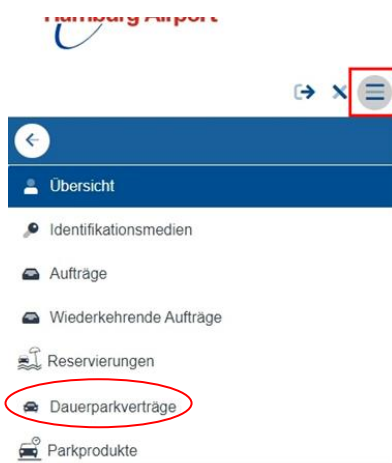 Hamburg Airport
Übersicht
Identifikationsmedien
Aufträge
Wiederkehrende Aufträge
Reservierungen
Dauerparkverträge
Parkprodukte